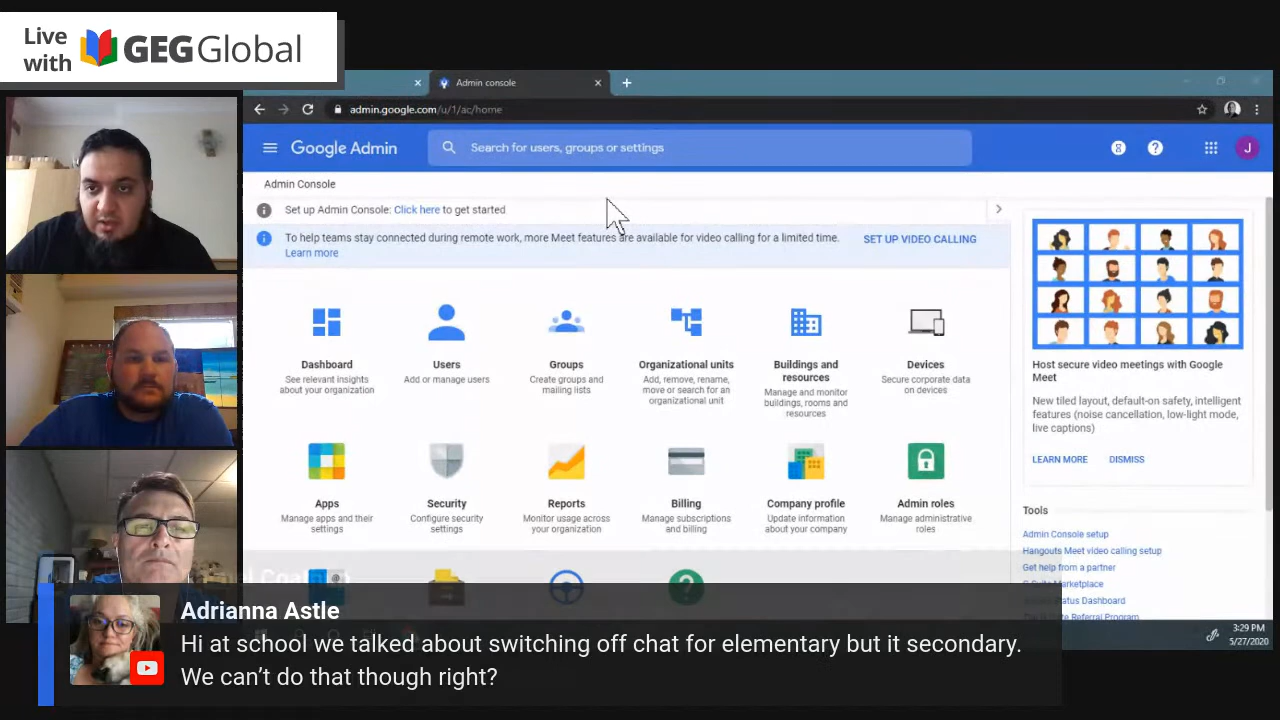 Live
with
GEG Global
Admin console
admin.google.com/u/1/ac/home
Google Admin
Search for users, groups or settings
J
Admin Console
Set up Admin Console: Click here to get started
To help teams stay connected during remote work, more Meet features are available for video calling for a limited time.
Learn more
SET UP VIDEO CALLING
Dashboard
See relevant insights
about your organization
Users
Add or manage users
Groups
Create groups and
mailing lists
Organizational units
Add, remove, rename,
move or search for an
organizational unit
Buildings and
resources
Manage and monitor
buildings, rooms and
resources
Devices
Secure corporate data
on devices
Apps
Manage apps and their
settings
Security
Configure security
settings
Reports
Monitor usage across
your organization
Billing
Manage subscriptions
and billing
Company profile
Update information
about your company
Admin roles
Manage administrative
roles
Host secure video meetings with Google
Meet
New tiled layout, default-on safety, intelligent
features (noise cancellation, low-light mode,
live captions)
LEARN MORE
DISMISS
Tools
Admin Console setup
Hangouts Meet video calling setup
Get help from a partner
Marketplace
Status Dashboard
Referral Program
3:29 PM
5/27/2020
Adrianna Astle
Hi at school we talked about switching off chat for elementary but it secondary.
We can't do that though right?